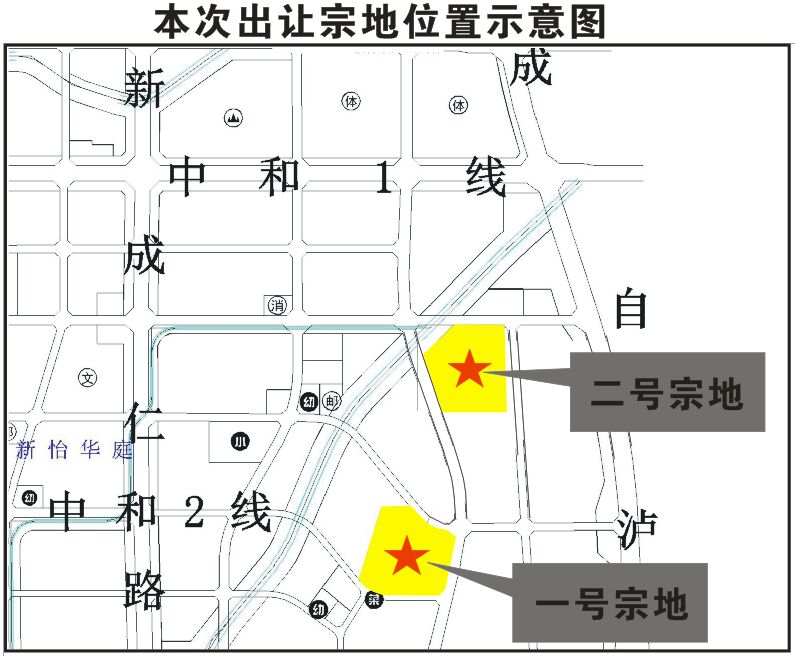 本次出让宗地位置示意图
新成仁路
成自泸
中和1线
体
体
消
文
幼
邮
二号宗地
新怡华庭
小
幼
中和2线
幼
一号宗地